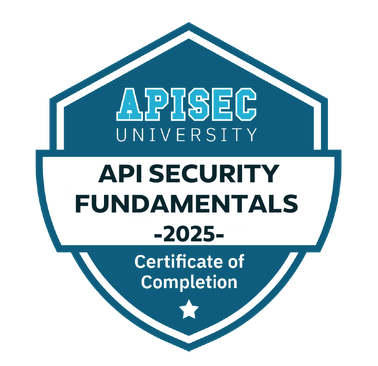 APISEC
UNIVERSITY
API SECURITY
FUNDAMENTALS
-2025-
Certificate of
Completion